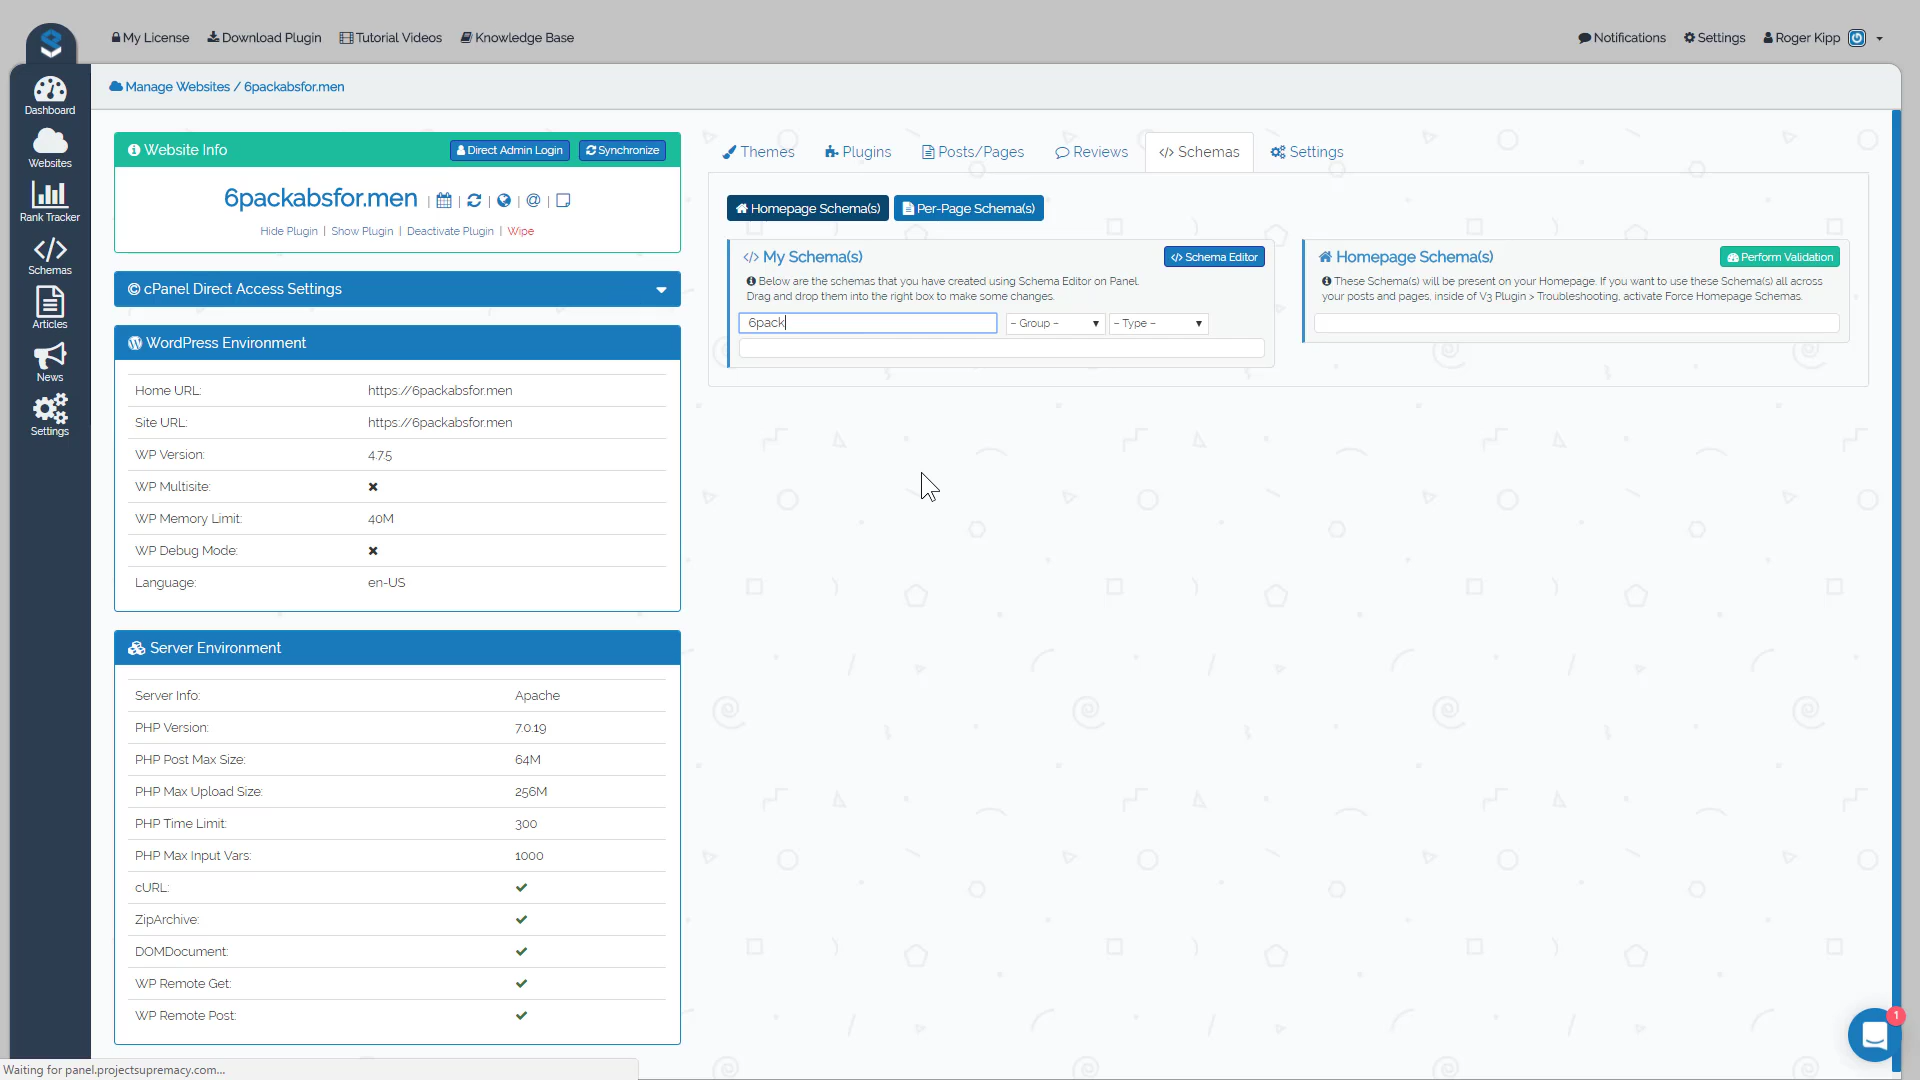 My License
Download Plugin
Tutorial Videos
Knowledge Base
Notifications
Settings
Roger Kipp
Dashboard
Websites
Rank Tracker
Schemas
Articles
News
Settings
Manage Websites / 6packabsfor.men
Website Info
Direct Admin Login
Synchronize
6packabsfor.men | | | | @ |
Hide Plugin | Show Plugin | Deactivate Plugin | Wipe
cPanel Direct Access Settings
WordPress Environment
Home URL: https://6packabsfor.men
Site URL: https://6packabsfor.men
WP Version: 4.7.5
WP Multisite:
WP Memory Limit: 40M
WP Debug Mode:
Language: en-US
Server Environment
Server Info: Apache
PHP Version: 7.0.19
PHP Post Max Size: 64M
PHP Max Upload Size: 256M
PHP Time Limit: 300
PHP Max Input Vars: 1000
cURL:
ZipArchive:
DOMDocument:
WP Remote Get:
WP Remote Post:
Themes
Plugins
Posts/Pages
Reviews
</> Schemas
Settings
Homepage Schema(s)
Per-Page Schema(s)
</> My Schema(s)
</> Schema Editor
Below are the schemas that you have created using Schema Editor on Panel.
Drag and drop them into the right box to make some changes.
6pack
– Group –
– Type –
Homepage Schema(s)
Perform Validation
These Schema(s) will be present on your Homepage. If you want to use these Schema(s) all across
your posts and pages, inside of V3 Plugin > Troubleshooting, activate Force Homepage Schemas.
1
Waiting for panel.projectsupremacy.com...